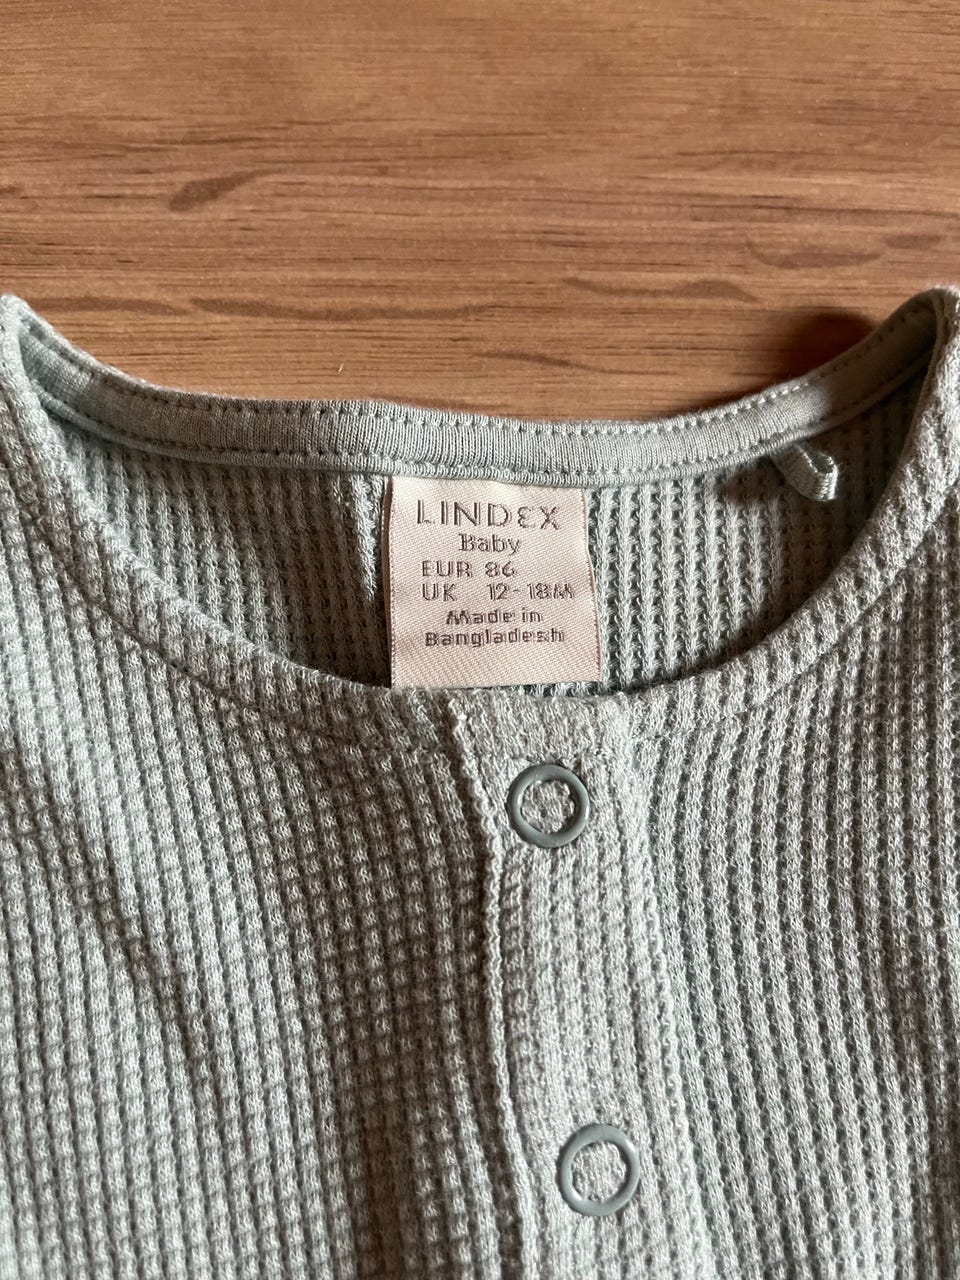 LINDEX
Baby
EUR 86
UK 12-18M
Made in
Bangladesh